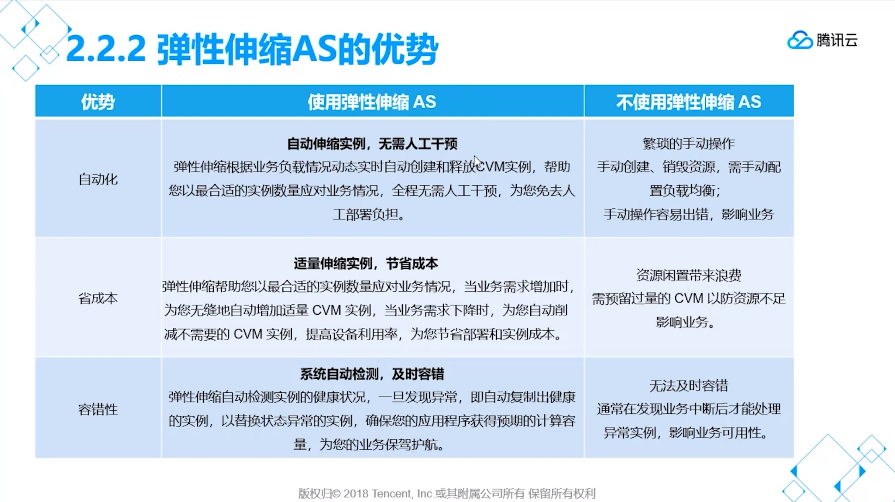 2.2.2 弹性伸缩AS的优势
腾讯云
优势
使用弹性伸缩 AS
不使用弹性伸缩 AS
自动化
自动伸缩实例，无需人工干预
弹性伸缩根据业务负载情况动态实时自动创建和释放CVM实例，帮助
您以最合适的实例数量应对业务情况，全程无需人工干预，为您免去人
工部署负担。
繁琐的手动操作
手动创建、销毁资源，需手动配
置负载均衡；
手动操作容易出错，影响业务
省成本
适量伸缩实例，节省成本
弹性伸缩帮助您以最合适的实例数量应对业务情况，当业务需求增加时，
为您无缝地自动增加适量 CVM 实例，当业务需求下降时，为您自动削
减不需要的 CVM 实例，提高设备利用率，为您节省部署和实例成本。
资源闲置带来浪费
需预留过量的 CVM 以防资源不足
影响业务。
容错性
系统自动检测，及时容错
弹性伸缩自动检测实例的健康状况，一旦发现异常，即自动复制出健康
的实例，以替换状态异常的实例，确保您的应用程序获得预期的计算容
量，为您的业务保驾护航。
无法及时容错
通常在发现业务中断后才能处理
异常实例，影响业务可用性。
版权归© 2018 Tencent, Inc.或其附属公司所有 保留所有权利